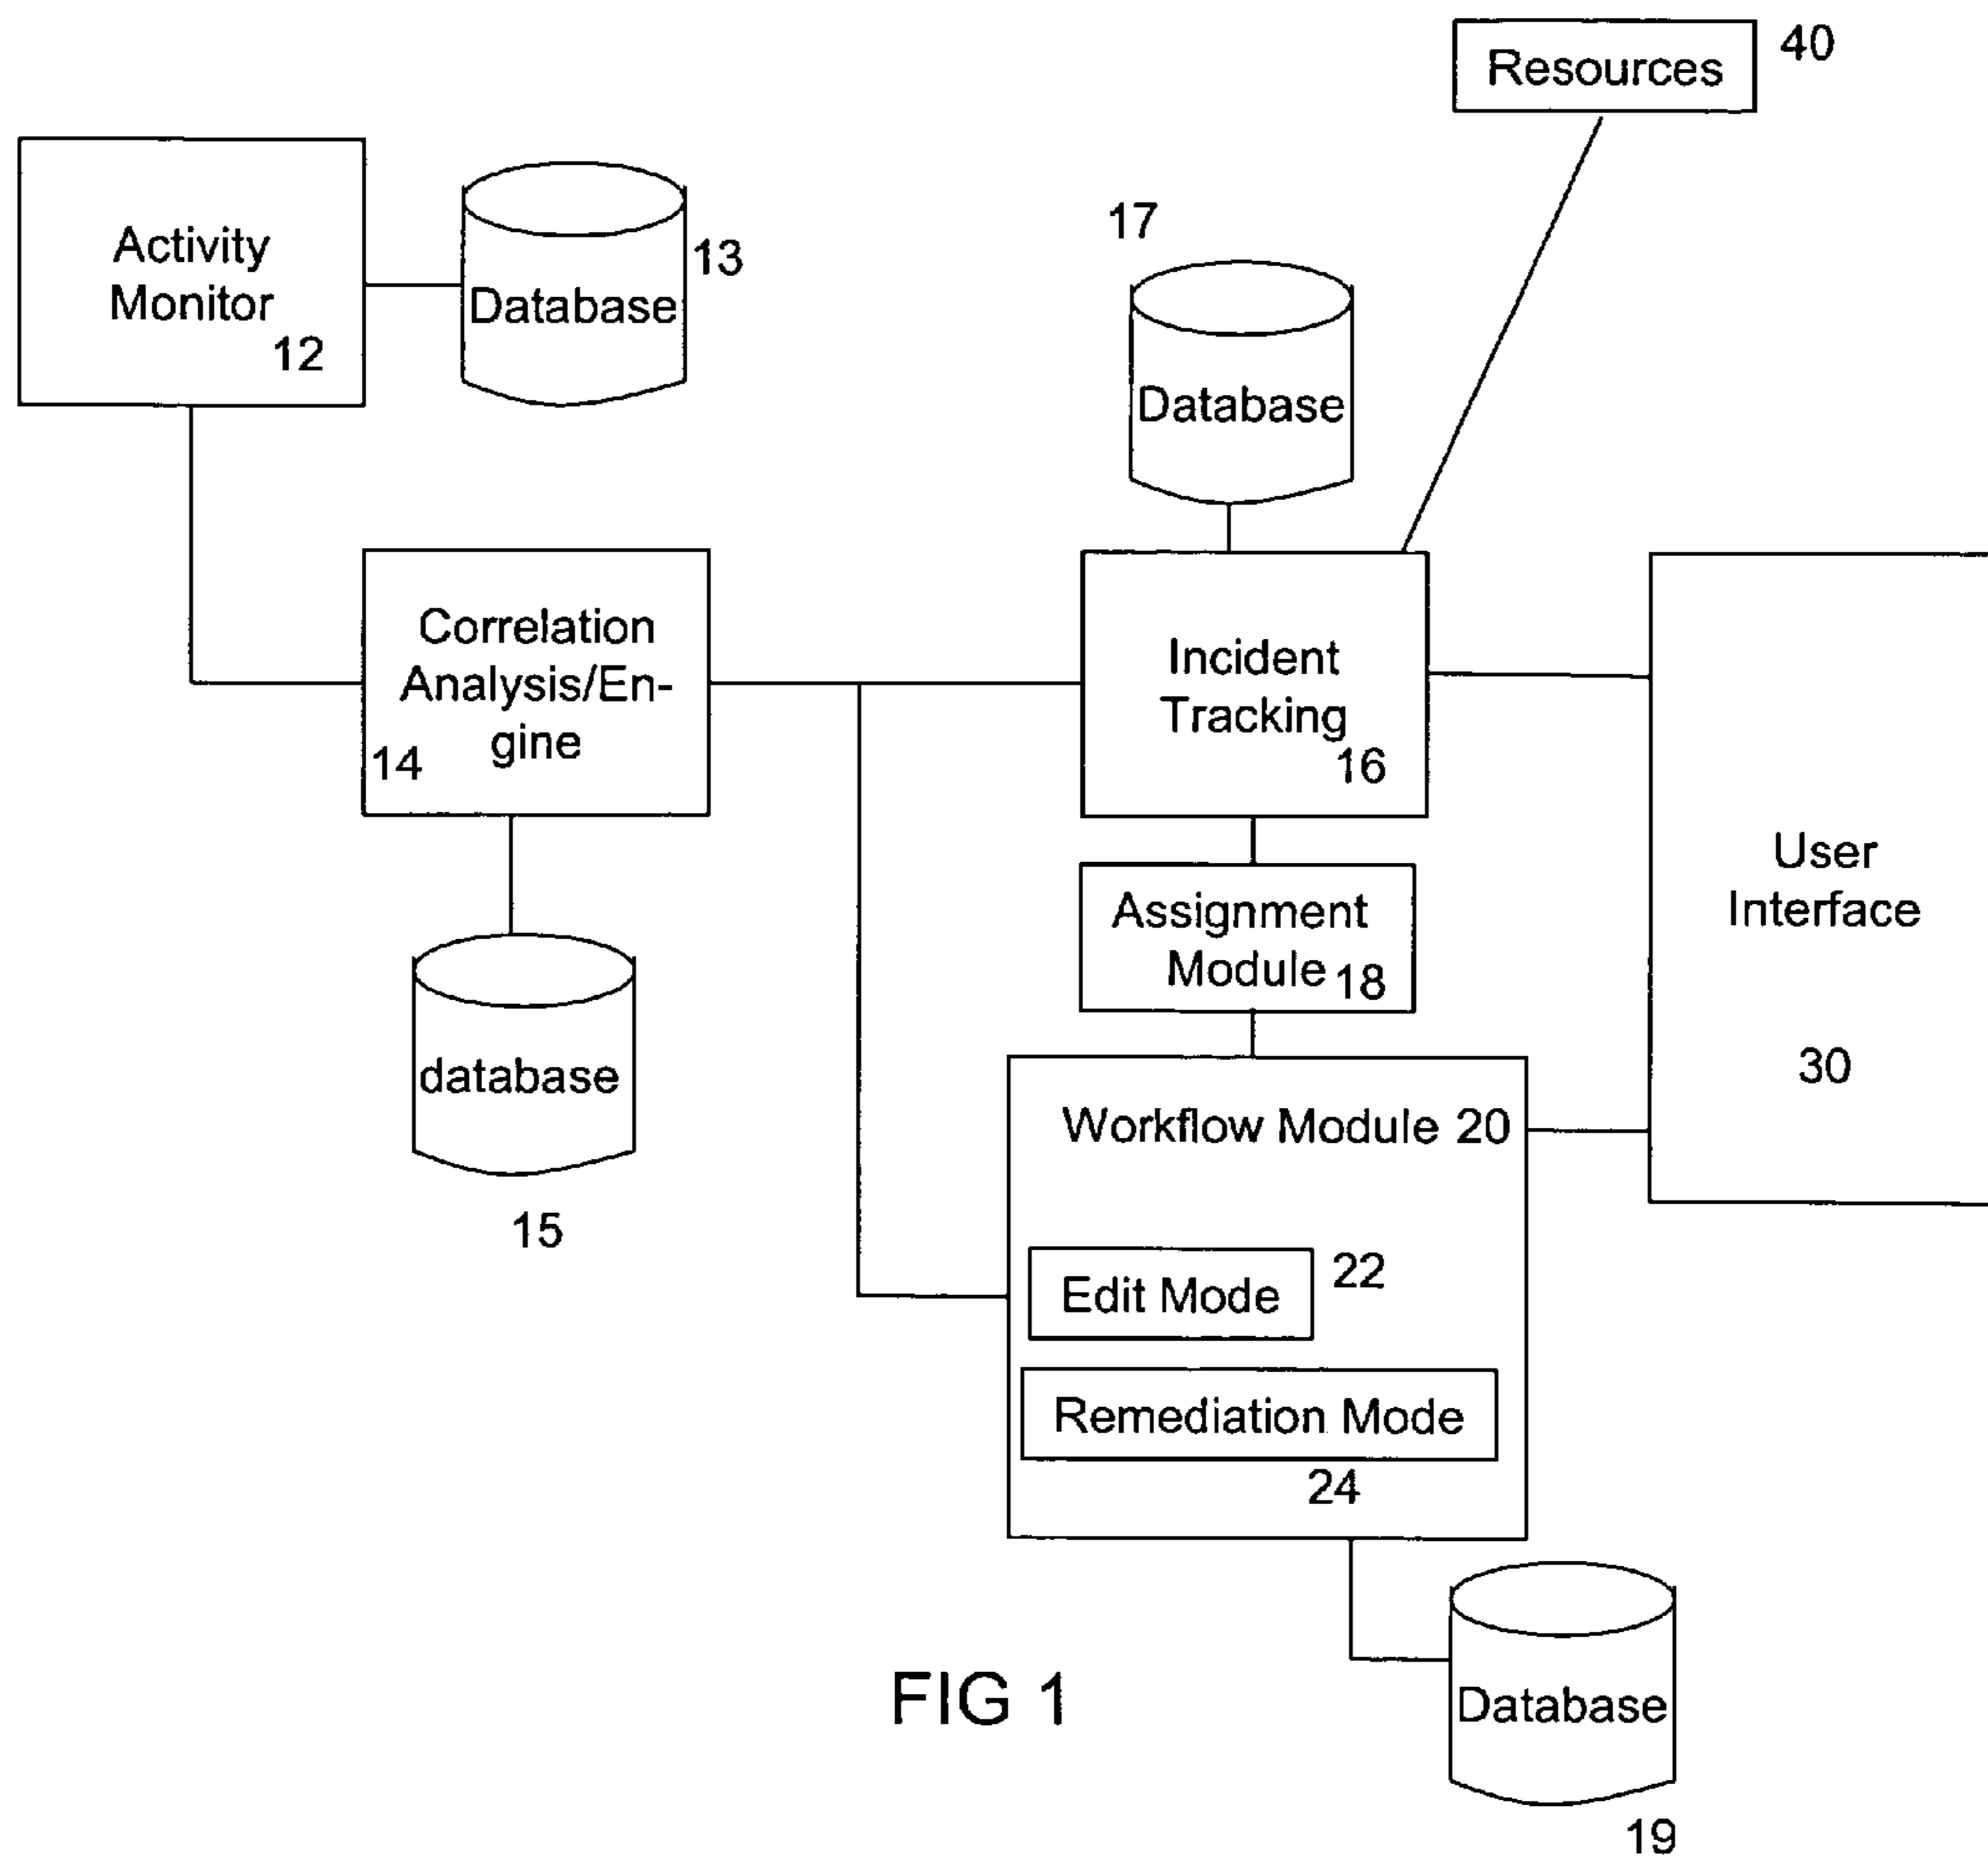 Resources
40
Activity
Monitor
12
Database
13
17
Database
Correlation
Analysis/En-
gine
14
Incident
Tracking
16
User
Interface
30
Assignment
Module
18
database
15
Workflow Module 20
Edit Mode
22
Remediation Mode
24
Database
19
FIG 1